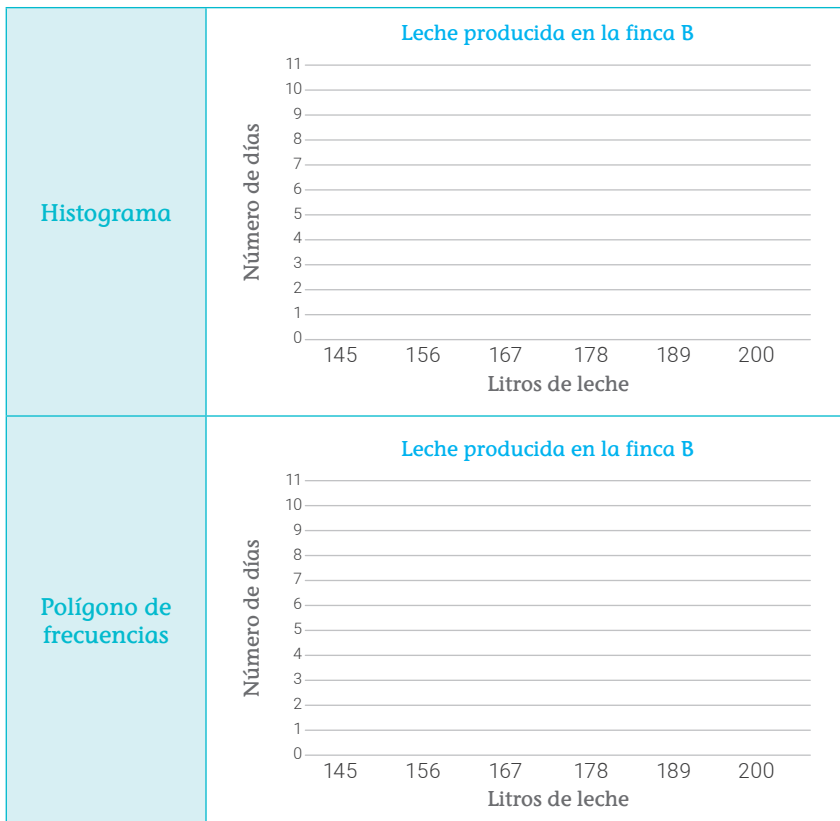 Histograma
Leche producida en la finca B
Número de días
11
10
9
8
7
6
5
4
3
2
1
0
145 156 167 178 189 200
Litros de leche
Polígono de
frecuencias
Leche producida en la finca B
Número de días
11
10
9
8
7
6
5
4
3
2
1
0
145 156 167 178 189 200
Litros de leche